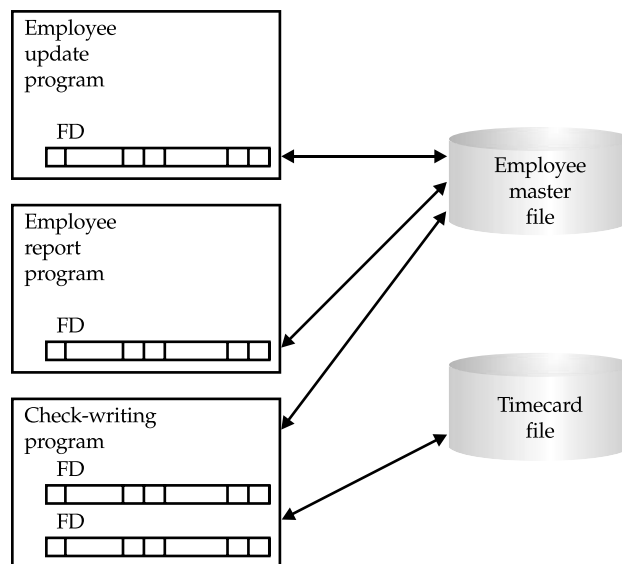 Employee
update
program
FD
Employee
master
file
Employee
report
program
FD
Timecard
file
Check-writing
program
FD
FD